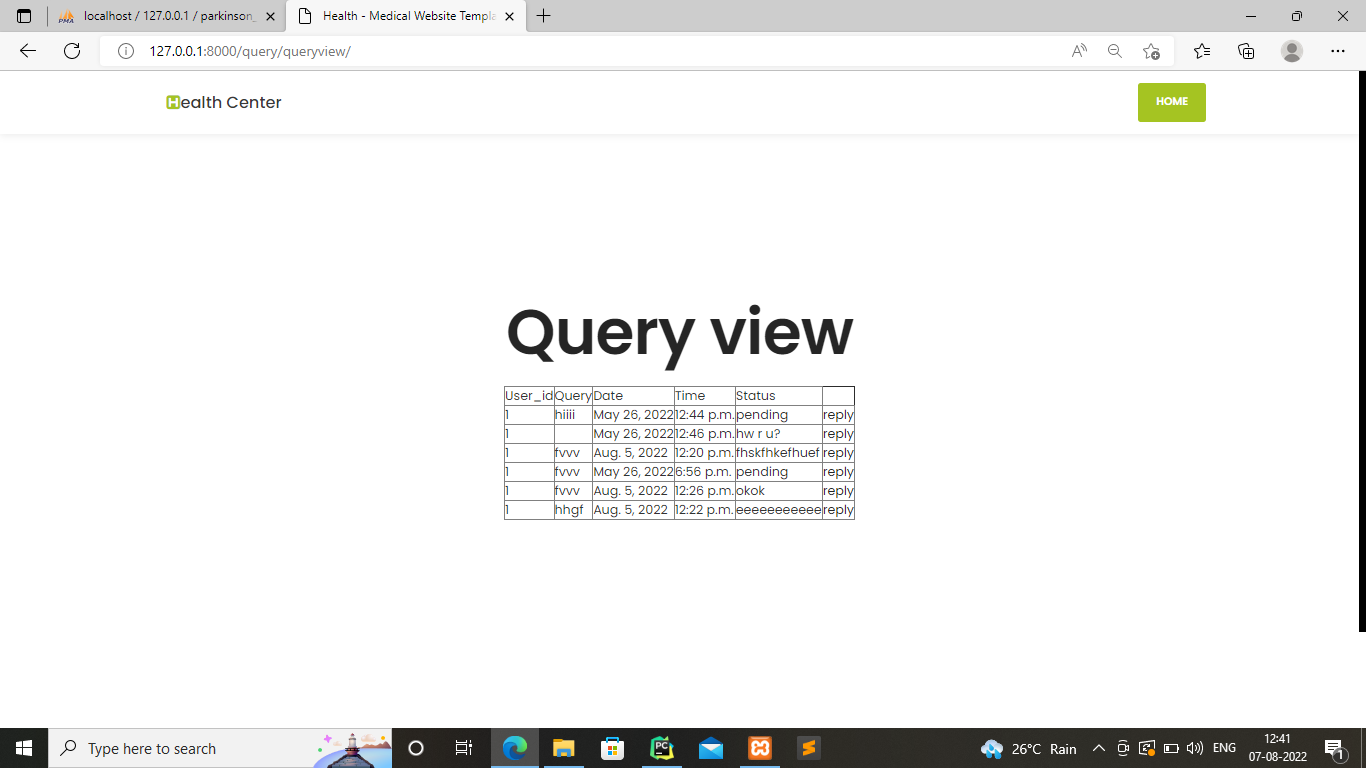 localhost / 127.0.0.1 / parkinson_
Health - Medical Website Templa
127.0.0.1:8000/query/queryview/
Health Center
HOME
Query view
User_id Query Date Time Status
1 hiiii May 26, 2022 12:44 p.m. pending reply
1 May 26, 2022 12:46 p.m. hw r u? reply
1 fvvv Aug. 5, 2022 12:20 p.m. fhskfhkefhuef reply
1 fvvv May 26, 2022 6:56 p.m. pending reply
1 fvvv Aug. 5, 2022 12:26 p.m. okok reply
1 hhgf Aug. 5, 2022 12:22 p.m. eeeeeeeeeee reply
Type here to search
PC
26°C Rain
ENG
12:41
07-08-2022
1